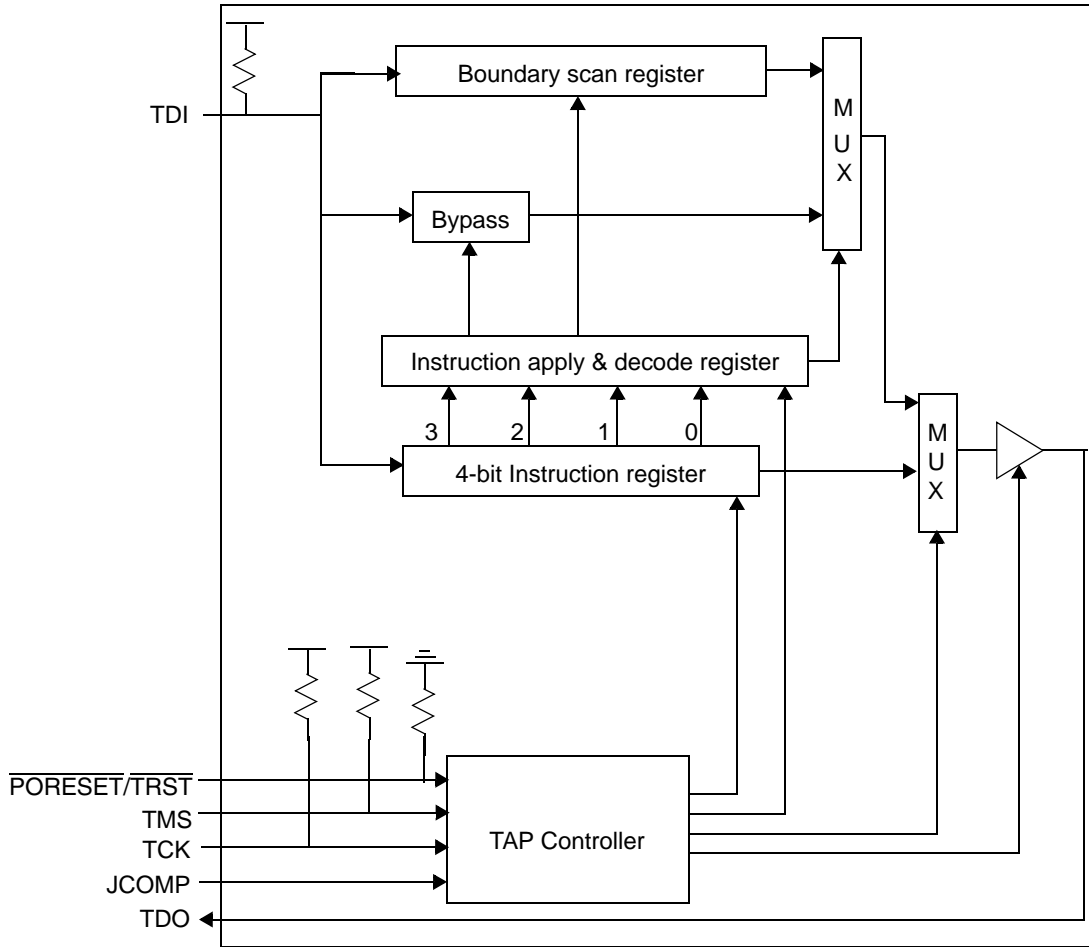 Boundary scan register
M
U
X
TDI
Bypass
Instruction apply & decode register
3 2 1 0
M
U
X
4-bit Instruction register
PORESET/TRST
TMS
TAP Controller
TCK
JCOMP
TDO